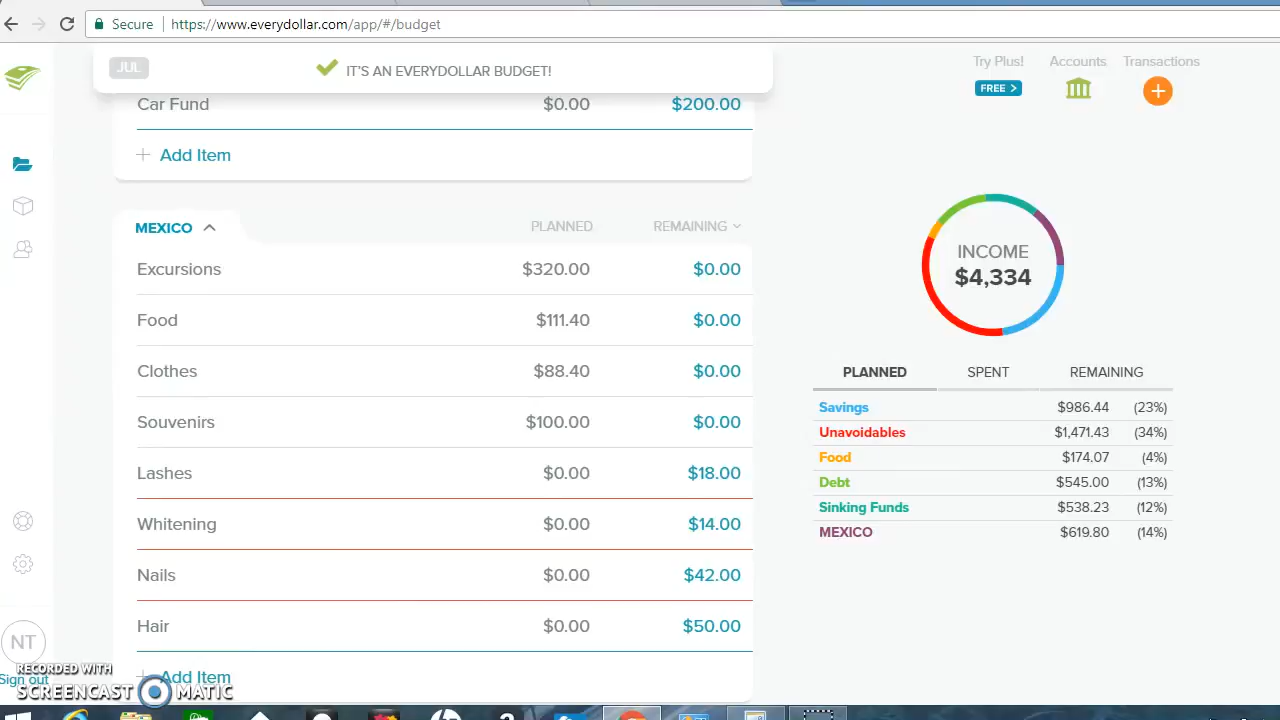 Secure https://www.everydollar.com/app/#/budget
JUL IT'S AN EVERYDOLLAR BUDGET!
Try Plus! Accounts Transactions
FREE >
Car Fund $0.00 $200.00
Add Item
MEXICO PLANNED REMAINING
Excursions $320.00 $0.00
Food $111.40 $0.00
Clothes $88.40 $0.00
Souvenirs $100.00 $0.00
Lashes $0.00 $18.00
Whitening $0.00 $14.00
Nails $0.00 $42.00
Hair $0.00 $50.00
Add Item
INCOME
$4,334
PLANNED SPENT REMAINING
Savings $986.44 (23%)
Unavoidables $1,471.43 (34%)
Food $174.07 (4%)
Debt $545.00 (13%)
Sinking Funds $538.23 (12%)
MEXICO $619.80 (14%)
NT
Sign out
RECORDED WITH
SCREENCAST MATIC